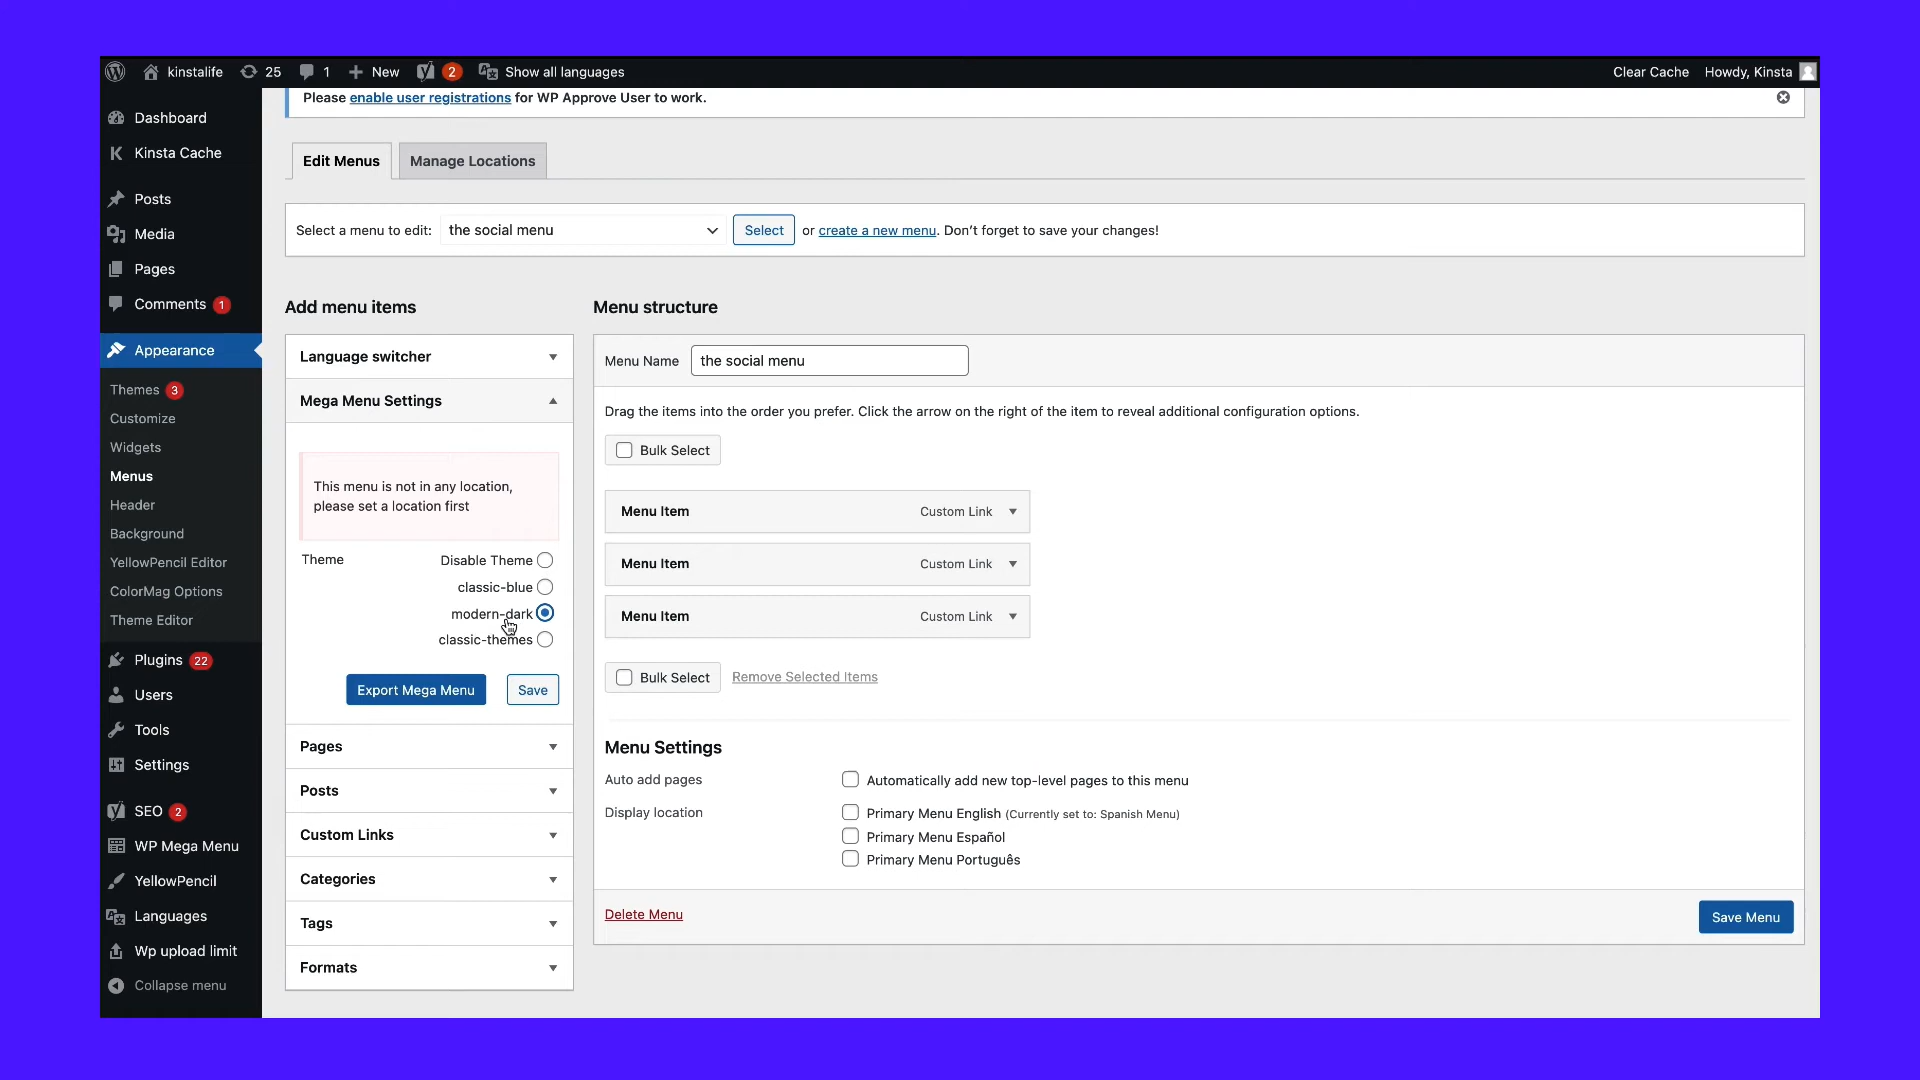 kinstalife 25 1 New 2 Show all languages Clear Cache Howdy, Kinsta
Please enable user registrations for WP Approve User to work.
Dashboard
Kinsta Cache
Posts
Media
Pages
Comments 1
Appearance
Themes 3
Customize
Widgets
Menus
Header
Background
YellowPencil Editor
ColorMag Options
Theme Editor
Plugins 22
Users
Tools
Settings
SEO 2
WP Mega Menu
YellowPencil
Languages
Wp upload limit
Collapse menu
Edit Menus Manage Locations
Select a menu to edit: the social menu Select or create a new menu. Don't forget to save your changes!
Add menu items
Language switcher
Mega Menu Settings
This menu is not in any location,
please set a location first
Theme Disable Theme
classic-blue
modern-dark
classic-themes
Export Mega Menu Save
Pages
Posts
Custom Links
Categories
Tags
Formats
Menu structure
Menu Name the social menu
Drag the items into the order you prefer. Click the arrow on the right of the item to reveal additional configuration options.
Bulk Select
Menu Item Custom Link
Menu Item Custom Link
Menu Item Custom Link
Bulk Select Remove Selected Items
Menu Settings
Auto add pages Automatically add new top-level pages to this menu
Display location Primary Menu English (Currently set to: Spanish Menu)
Primary Menu Español
Primary Menu Português
Delete Menu Save Menu